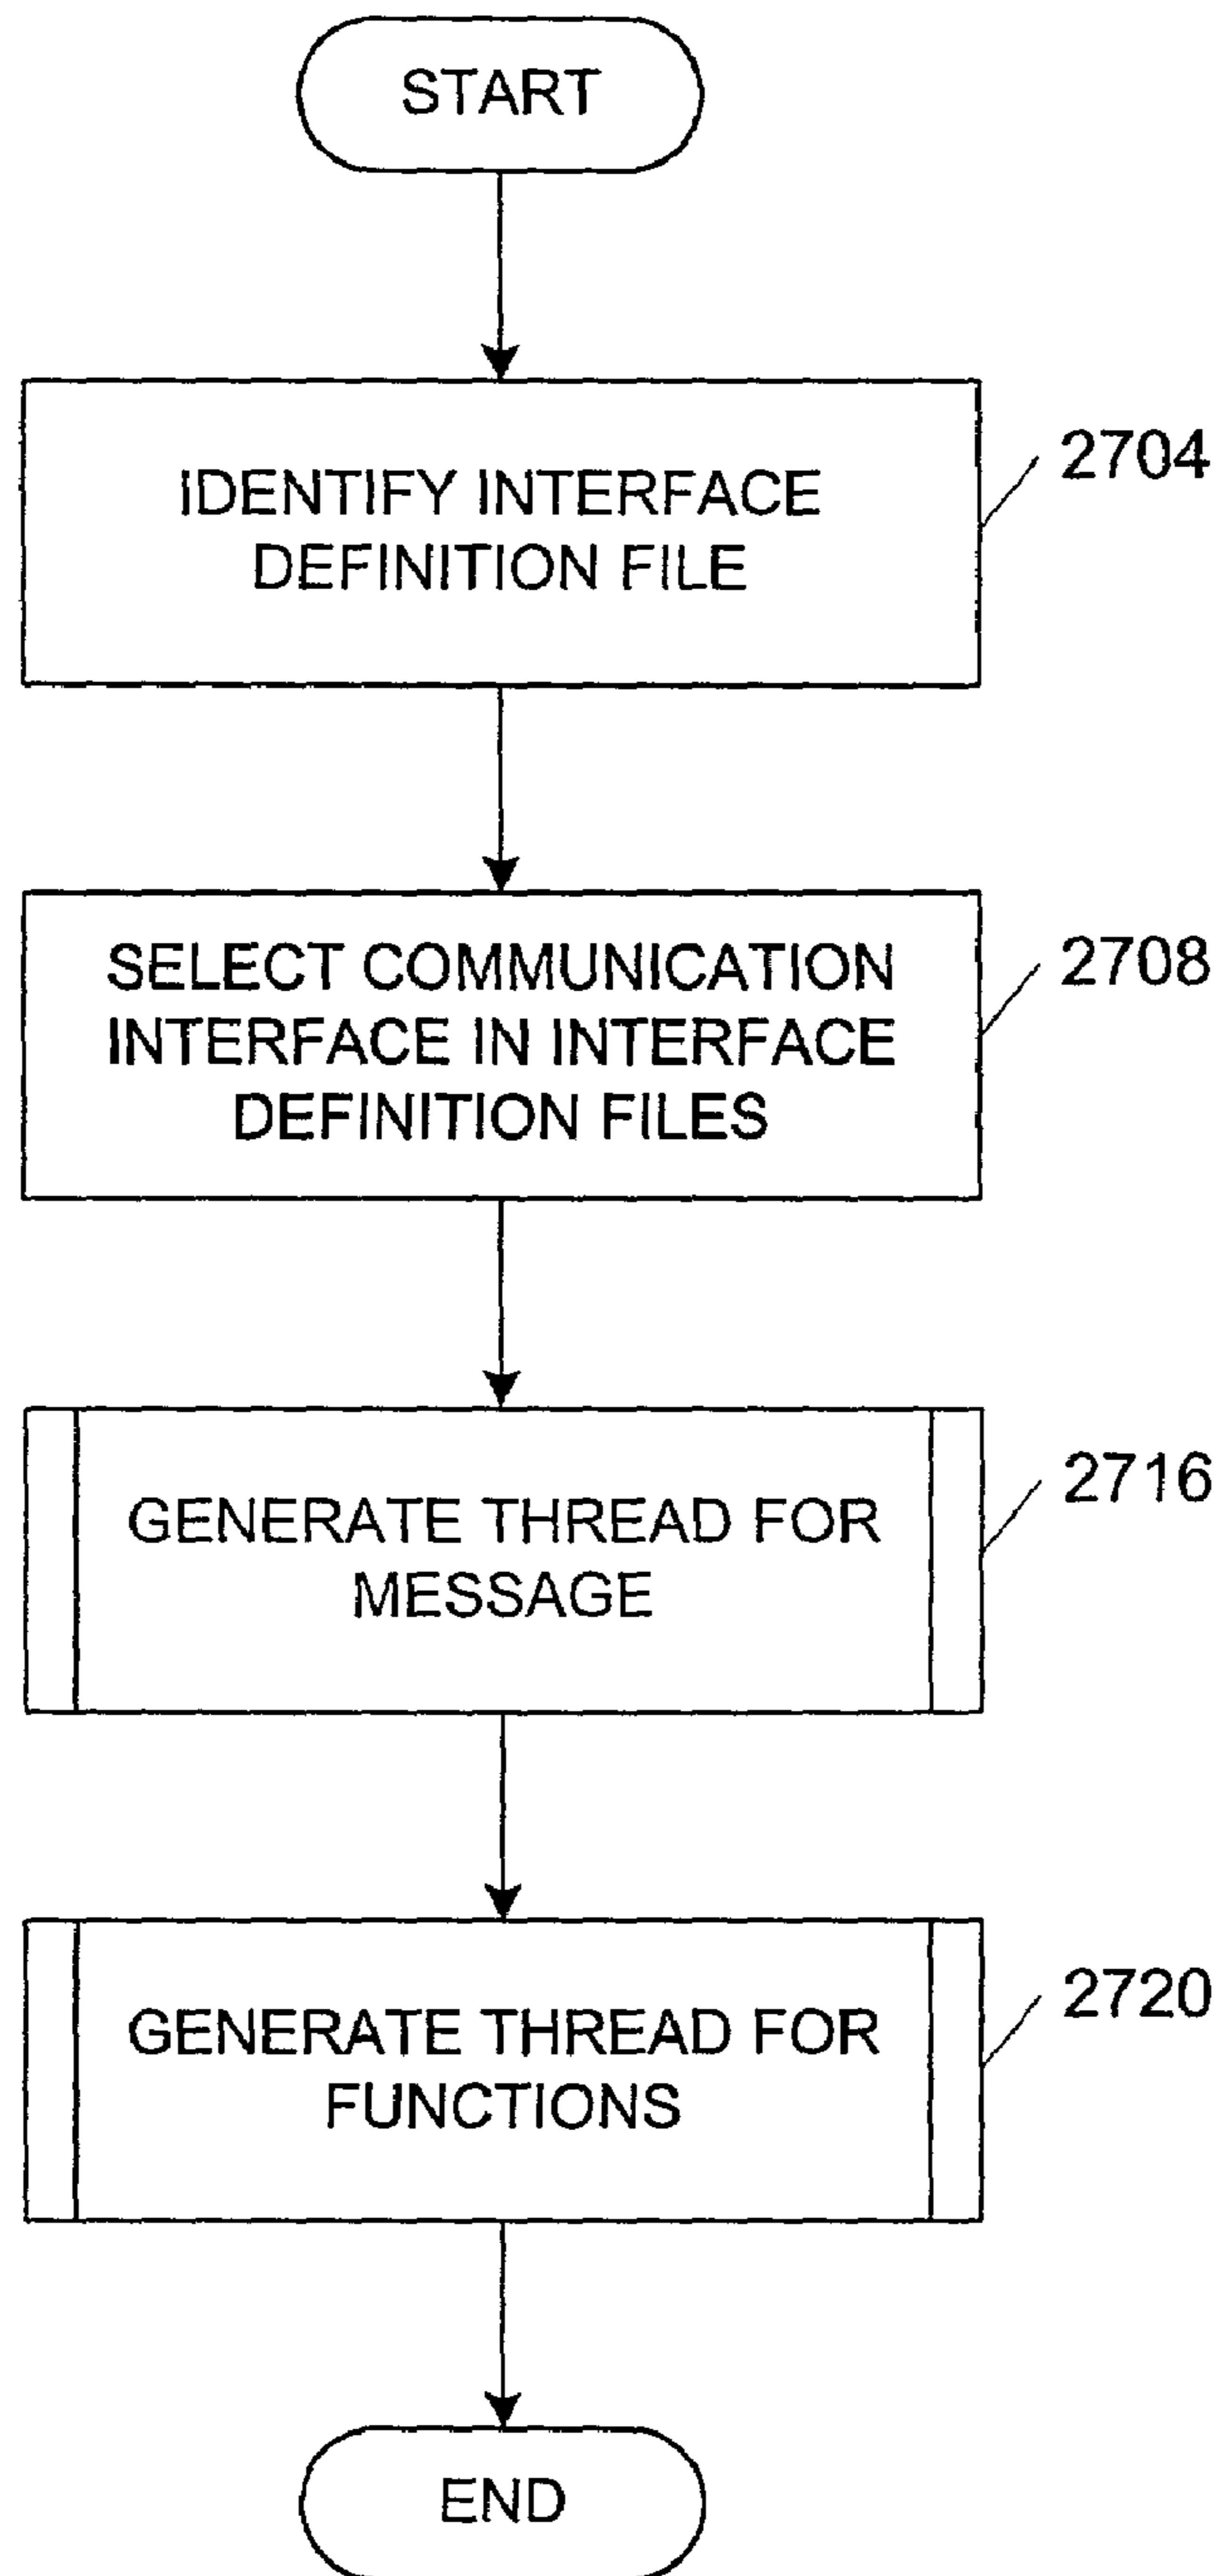 START
IDENTIFY INTERFACE
DEFINITION FILE
2704
SELECT COMMUNICATION
INTERFACE IN INTERFACE
DEFINITION FILES
2708
GENERATE THREAD FOR
MESSAGE
2716
GENERATE THREAD FOR
FUNCTIONS
2720
END